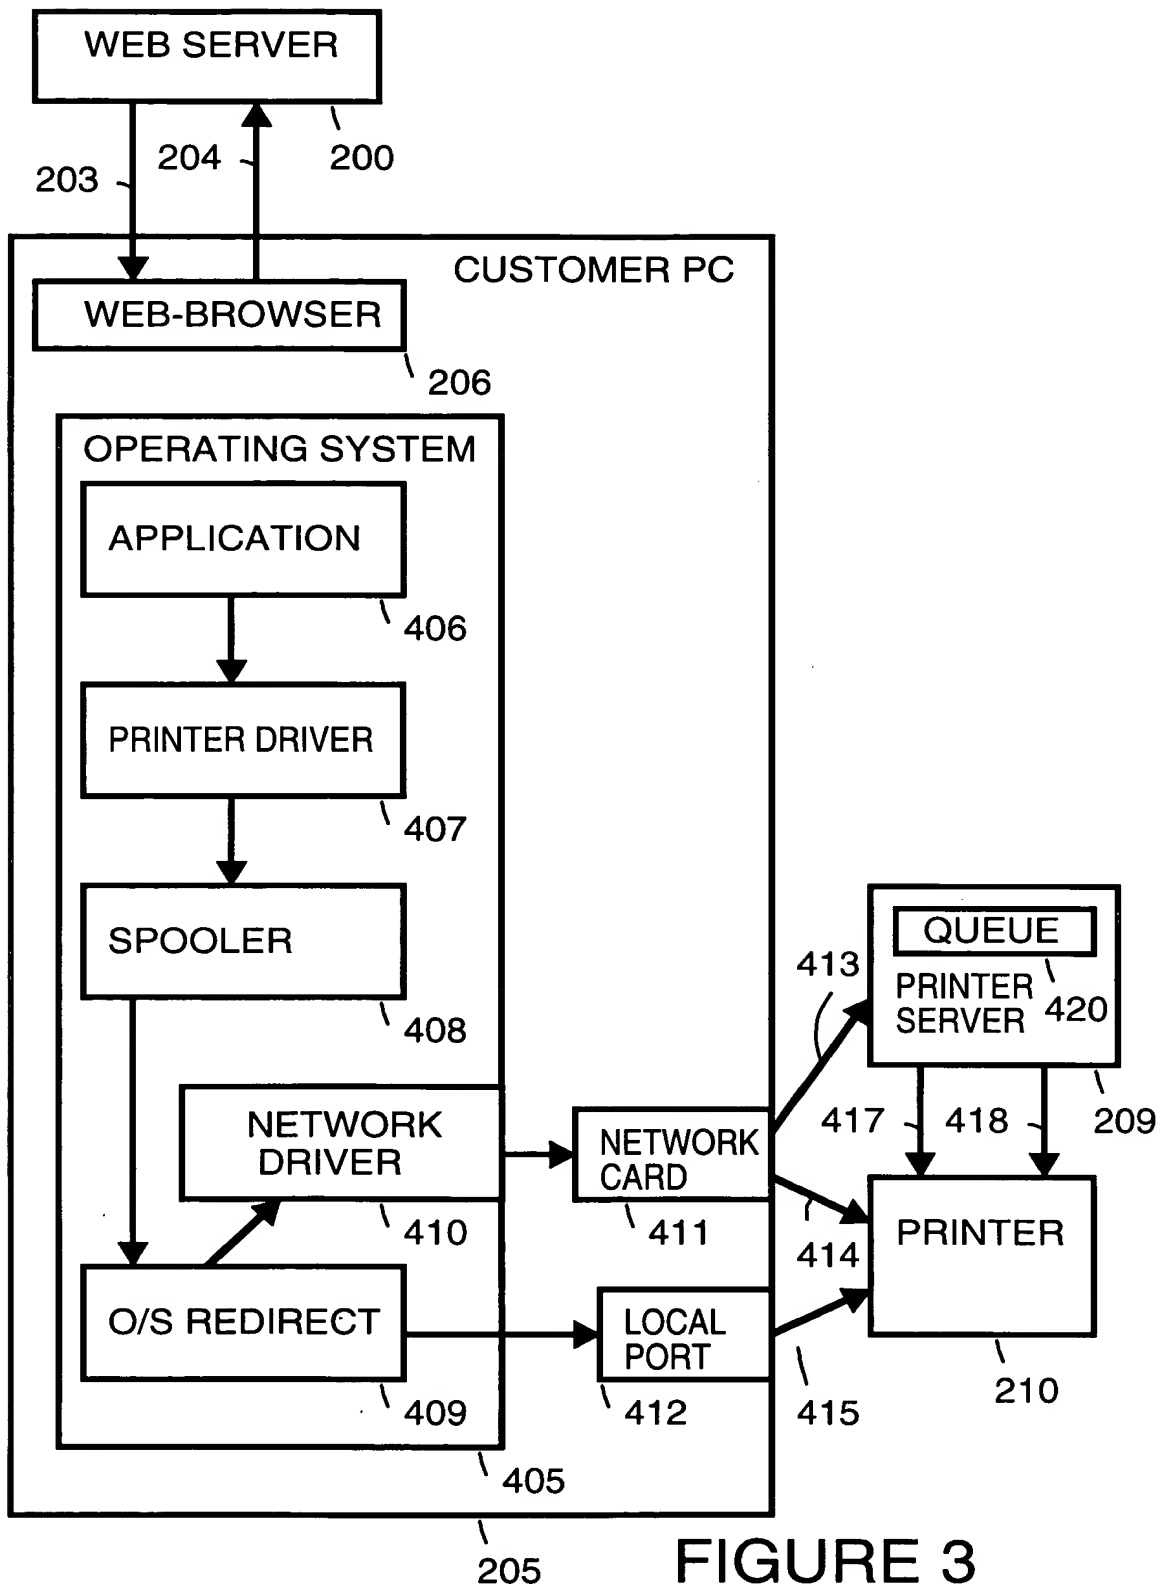 WEB SERVER
200
203
204
CUSTOMER PC
WEB-BROWSER
206
OPERATING SYSTEM
APPLICATION
406
PRINTER DRIVER
407
SPOOLER
408
NETWORK
DRIVER
410
O/S REDIRECT
409
405
NETWORK
CARD
411
LOCAL
PORT
412
205
413
414
415
QUEUE
420
PRINTER
SERVER
209
417
418
PRINTER
210
FIGURE 3